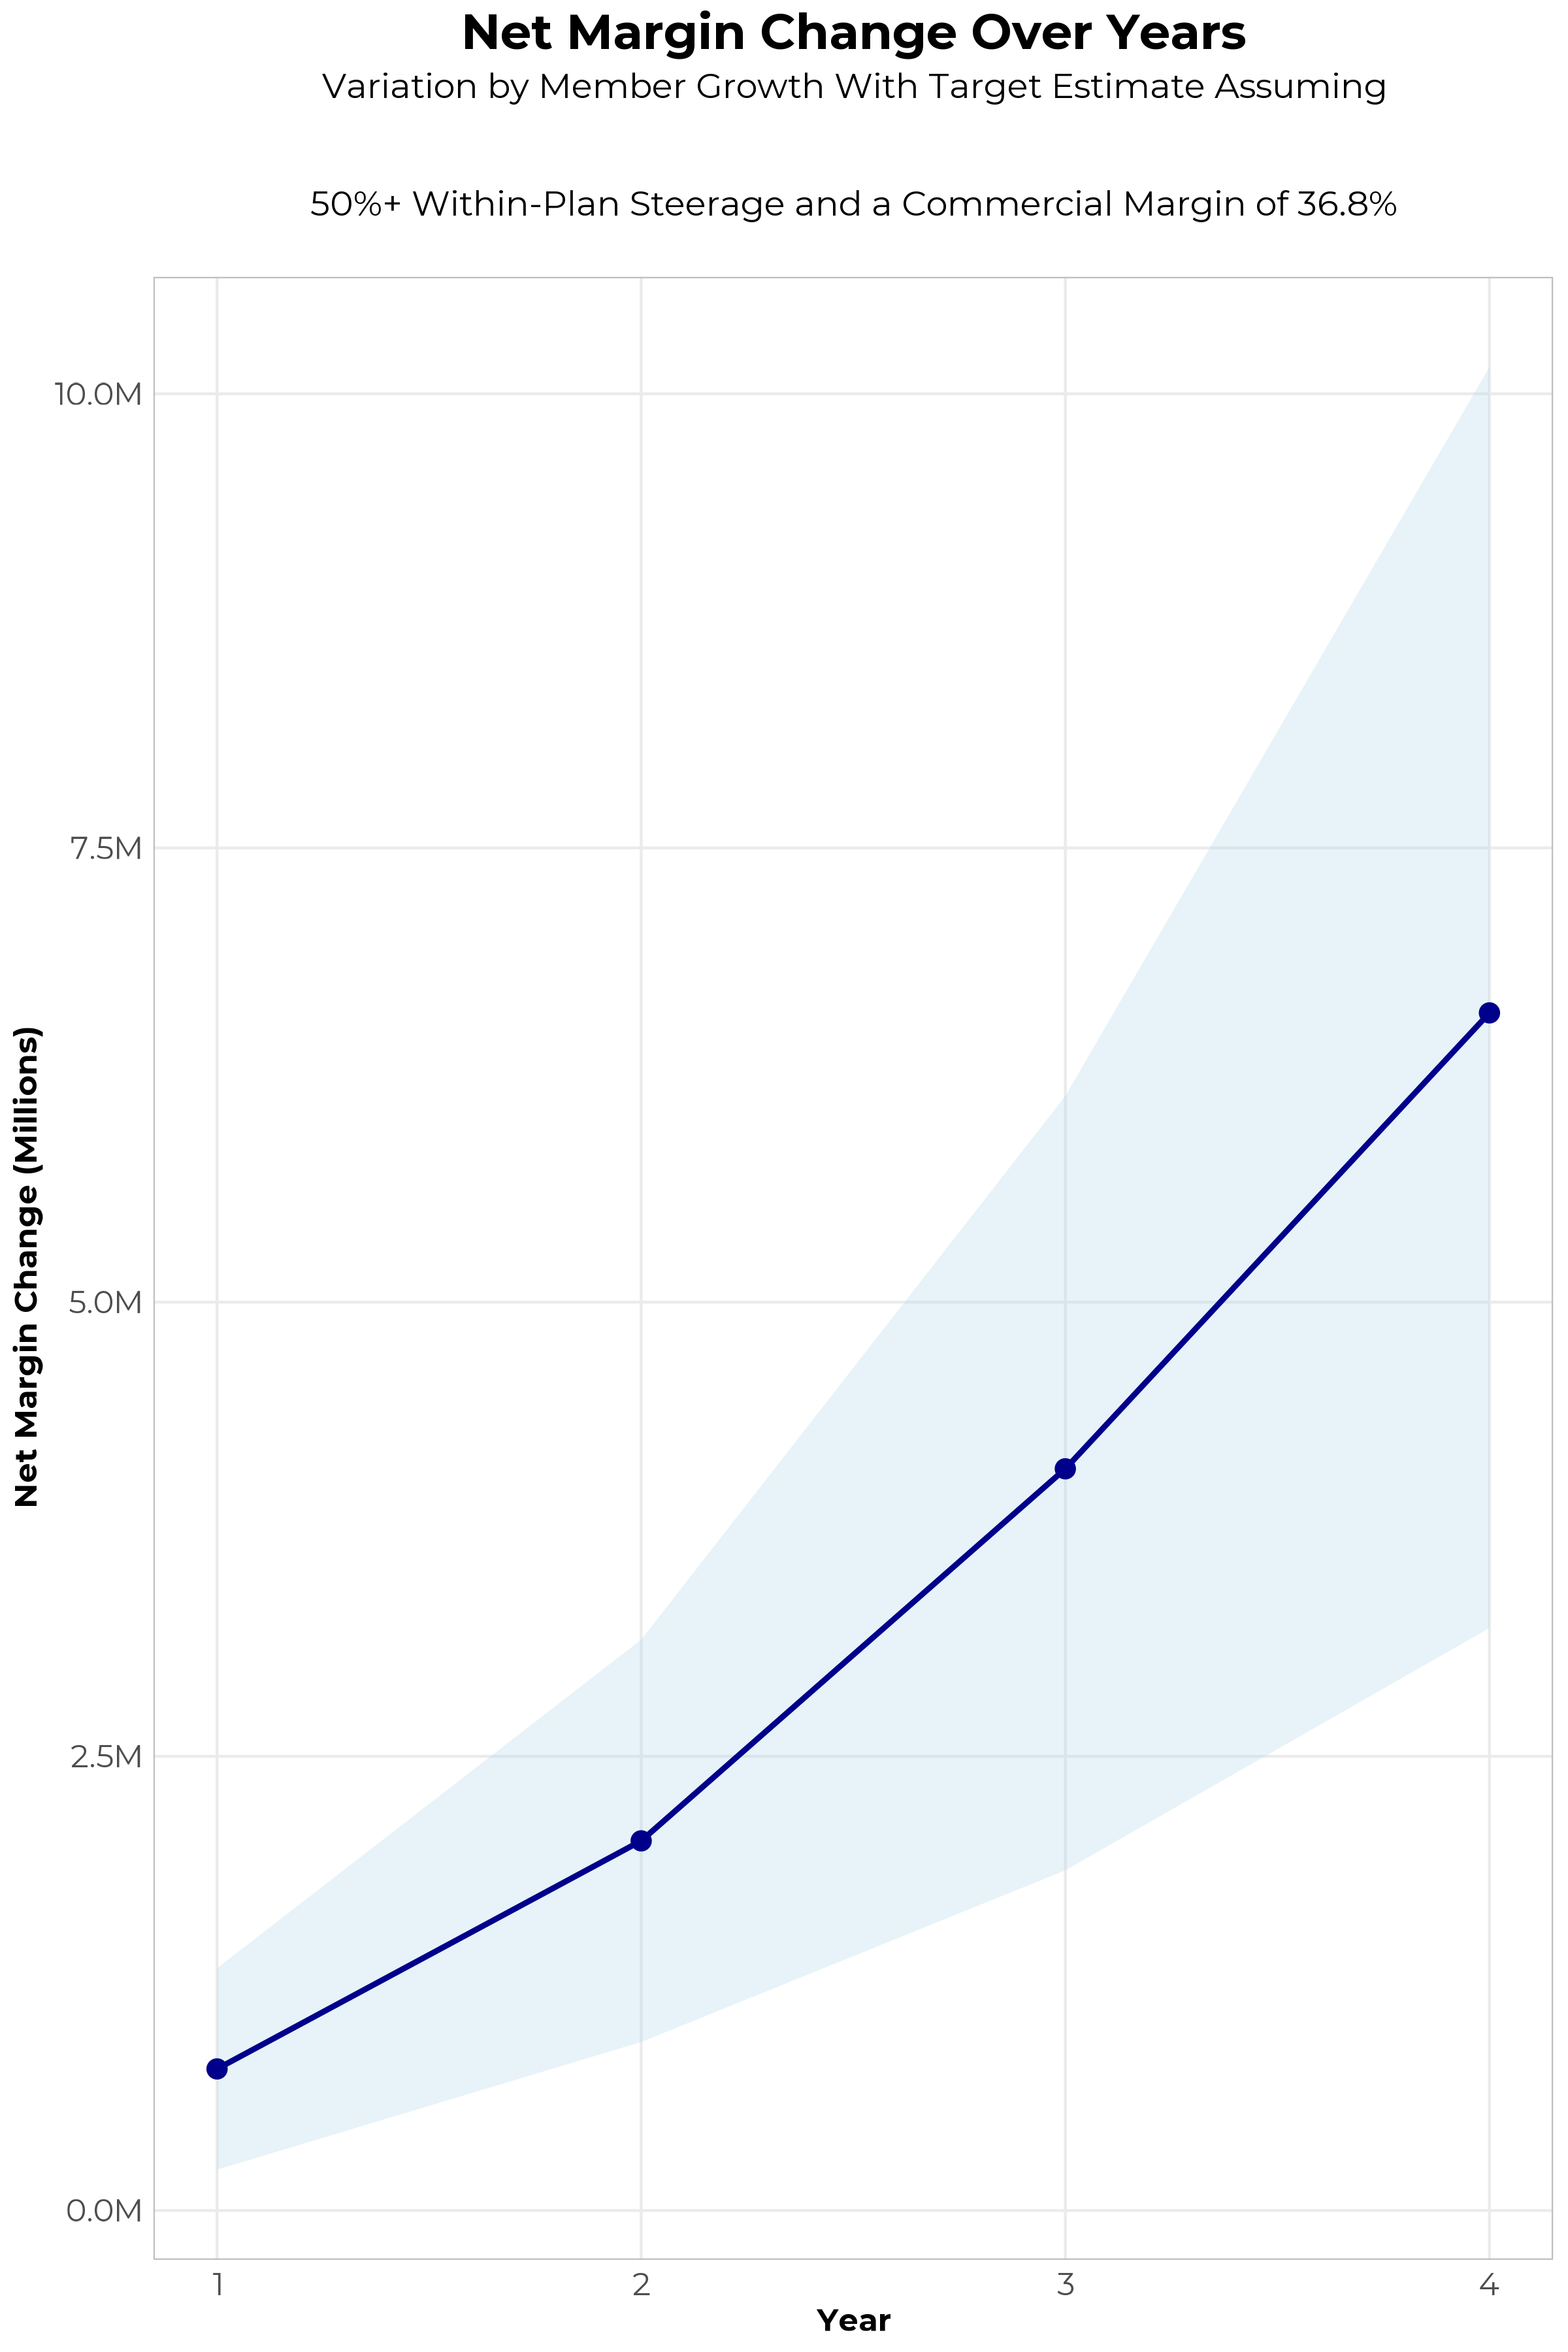 Net Margin Change Over Years
Variation by Member Growth With Target Estimate Assuming
50%+ Within-Plan Steerage and a Commercial Margin of 36.8%
10.0M
7.5M
5.0M
2.5M
0.0M
Net Margin Change (Millions)
1
2
3
4
Year